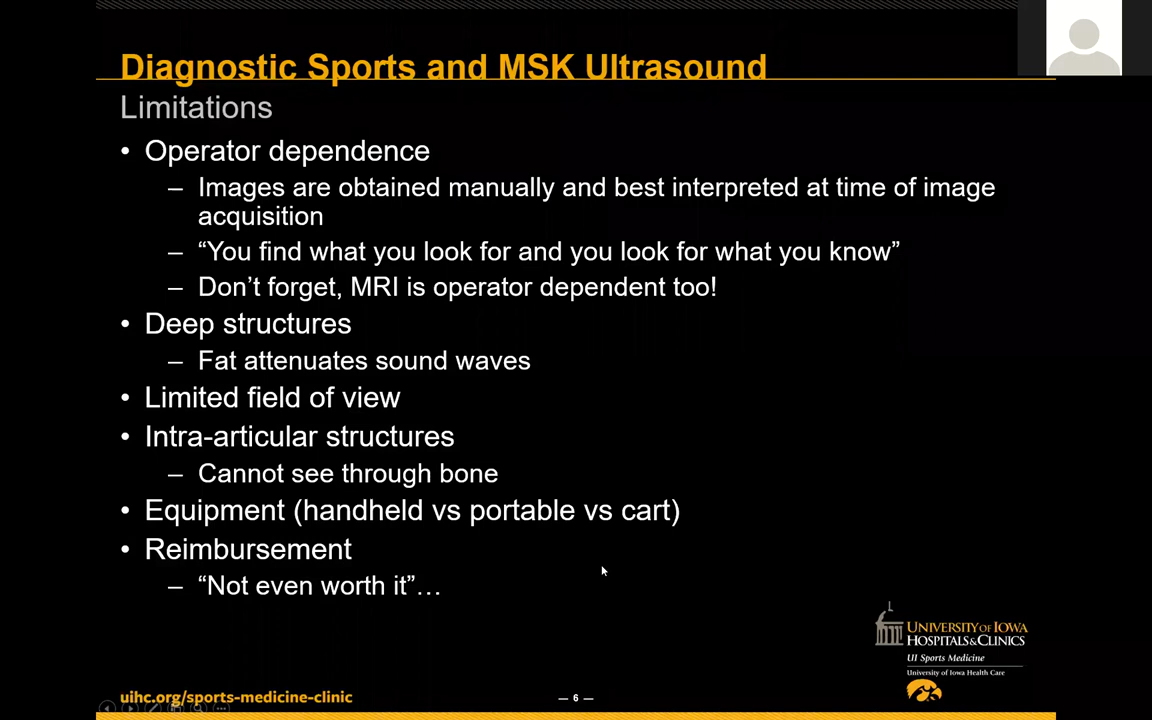 Diagnostic Sports and MSK Ultrasound
Limitations
• Operator dependence
– Images are obtained manually and best interpreted at time of image
acquisition
– “You find what you look for and you look for what you know”
– Don’t forget, MRI is operator dependent too!
• Deep structures
– Fat attenuates sound waves
• Limited field of view
• Intra-articular structures
– Cannot see through bone
• Equipment (handheld vs portable vs cart)
• Reimbursement
– “Not even worth it”…
UNIVERSITY OF IOWA
HOSPITALS & CLINICS
UI Sports Medicine
University of Iowa Health Care
uihc.org/sports-medicine-clinic
— 6 —